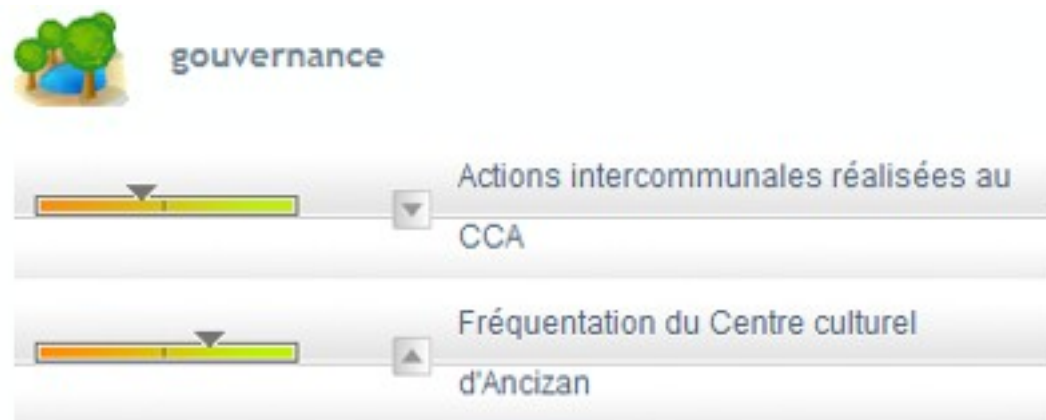 gouvernance
Actions intercommunales réalisées au
CCA
Fréquentation du Centre culturel
d'Ancizan